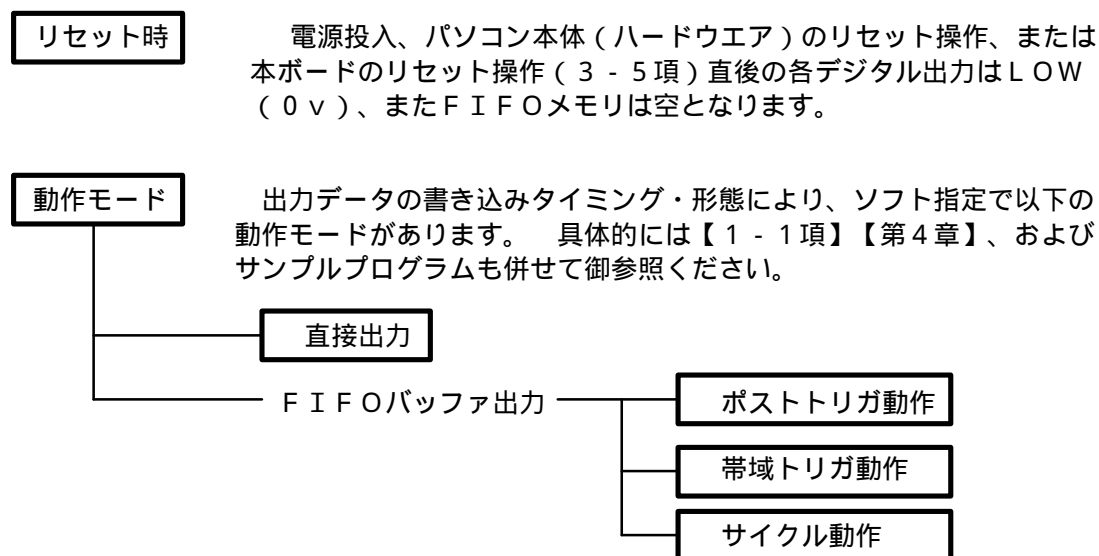 リセット時
電源投入、パソコン本体（ハードウエア）のリセット操作、または
本ボードのリセット操作（３‐５項）直後の各デジタル出力はＬＯＷ
（０ｖ）、またＦＩＦＯメモリは空となります。
動作モード
出力データの書き込みタイミング・形態により、ソフト指定で以下の
動作モードがあります。　具体的には【１‐１項】【第４章】、および
サンプルプログラムも併せて御参照ください。
直接出力
ＦＩＦＯバッファ出力
ポストトリガ動作
帯域トリガ動作
サイクル動作